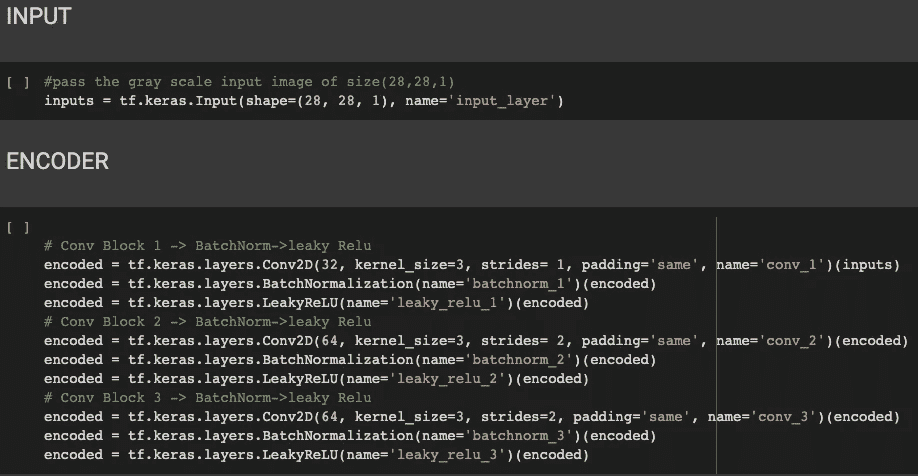 INPUT
[ ] #pass the gray scale input image of size(28,28,1)
inputs = tf.keras.Input(shape=(28, 28, 1), name='input_layer')
ENCODER
[ ]
# Conv Block 1 -> BatchNorm->leaky Relu
encoded = tf.keras.layers.Conv2D(32, kernel_size=3, strides= 1, padding='same', name='conv_1')(inputs)
encoded = tf.keras.layers.BatchNormalization(name='batchnorm_1')(encoded)
encoded = tf.keras.layers.LeakyReLU(name='leaky_relu_1')(encoded)
# Conv Block 2 -> BatchNorm->leaky Relu
encoded = tf.keras.layers.Conv2D(64, kernel_size=3, strides= 2, padding='same', name='conv_2')(encoded)
encoded = tf.keras.layers.BatchNormalization(name='batchnorm_2')(encoded)
encoded = tf.keras.layers.LeakyReLU(name='leaky_relu_2')(encoded)
# Conv Block 3 -> BatchNorm->leaky Relu
encoded = tf.keras.layers.Conv2D(64, kernel_size=3, strides=2, padding='same', name='conv_3')(encoded)
encoded = tf.keras.layers.BatchNormalization(name='batchnorm_3')(encoded)
encoded = tf.keras.layers.LeakyReLU(name='leaky_relu_3')(encoded)